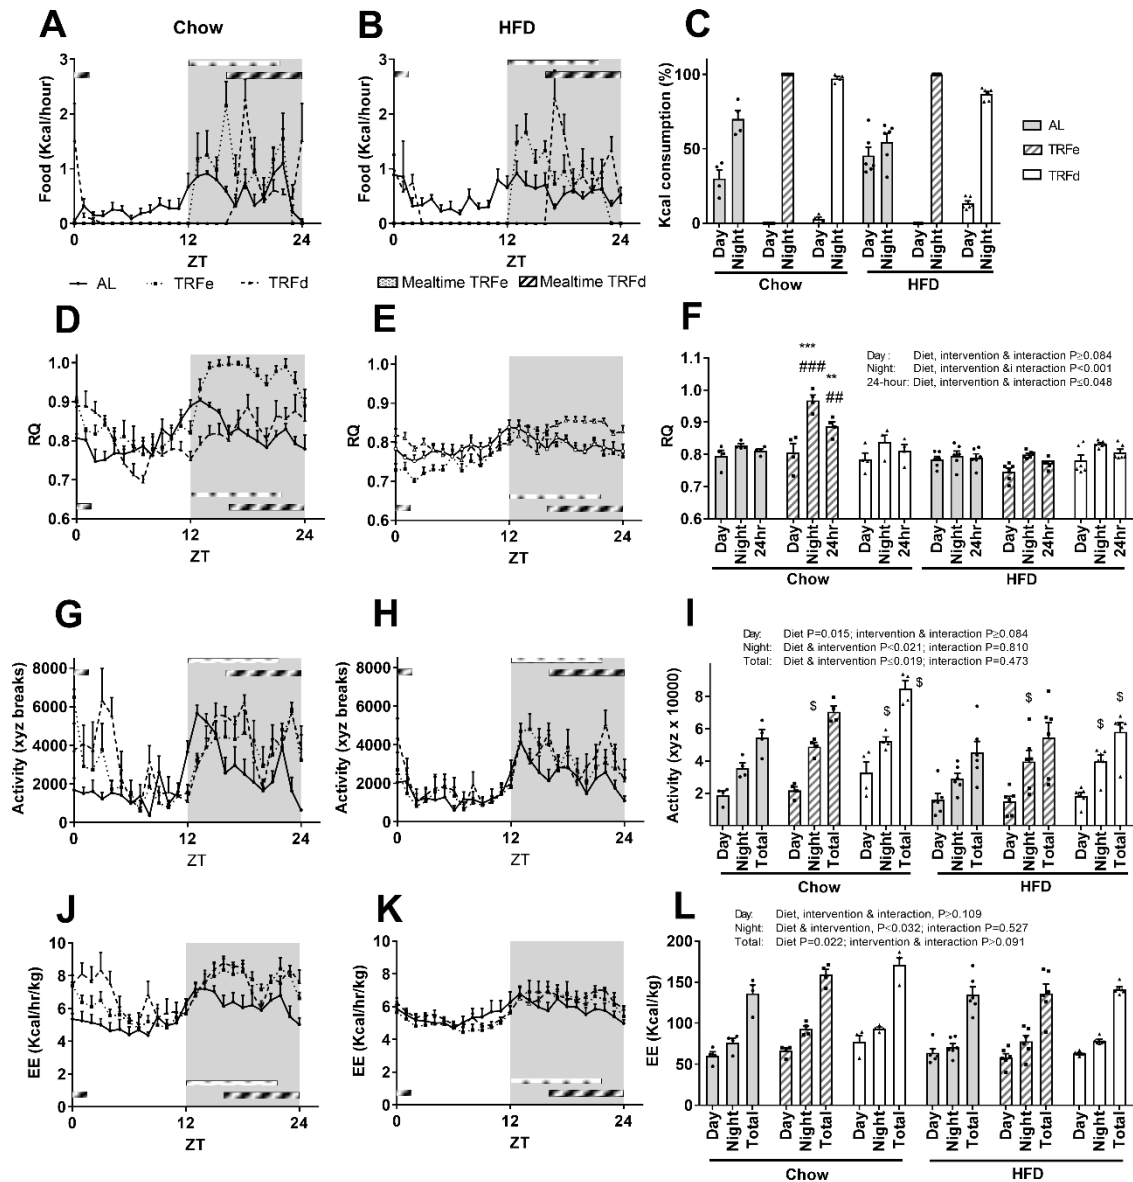 A
Chow
B
HFD
C
Food (Kcal/hour)
3
2
1
0
0
12
24
ZT
Food (Kcal/hour)
3
2
1
0
0
12
24
ZT
Kcal consumption (%)
100
50
0
Day
Night
Day
Night
Day
Night
Day
Night
Day
Night
Day
Night
Chow
HFD
AL
TRFe
TRFd
AL
TRFe
TRFd
Mealtime TRFe
Mealtime TRFd
D
E
F
RQ
1.0
0.9
0.8
0.7
0.6
0
12
24
ZT
RQ
1.0
0.9
0.8
0.7
0.6
0
12
24
ZT
RQ
1.1
1.0
0.9
0.8
0.7
0.6
***
###
**
##
Day : Diet, intervention & interaction P≥0.084
Night: Diet, intervention &i nteraction P<0.001
24-hour: Diet, intervention & interaction P≤0.048
Day
Night
24hr
Day
Night
24hr
Day
Night
24hr
Day
Night
24hr
Day
Night
24hr
Day
Night
24hr
Chow
HFD
G
H
I
Activity (xyz breaks)
8000
6000
4000
2000
0
0
12
24
ZT
Activity (xyz breaks)
8000
6000
4000
2000
0
0
12
24
ZT
Day: Diet P=0.015; intervention & interaction P≥0.084
Night: Diet & intervention P<0.021; interaction P=0.810
Total: Diet & intervention P≤0.019; interaction P=0.473
Activity (xyz x 10000)
8
6
4
2
$
$
$
$
$
$
Day
Night
Total
Day
Night
Total
Day
Night
Total
Day
Night
Total
Day
Night
Total
Day
Night
Total
Chow
HFD
J
K
L
EE (Kcal/hr/kg)
10
8
6
4
2
0
0
12
24
ZT
EE (Kcal/hr/kg)
10
8
6
4
2
0
0
12
24
ZT
Day: Diet, intervention & interaction, P≥0.109
Night: Diet & intervention, P<0.032; interaction P=0.527
Total: Diet P=0.022; intervention & interaction P>0.091
EE (Kcal/kg)
200
150
100
50
0
Day
Night
Total
Day
Night
Total
Day
Night
Total
Day
Night
Total
Day
Night
Total
Day
Night
Total
Chow
HFD